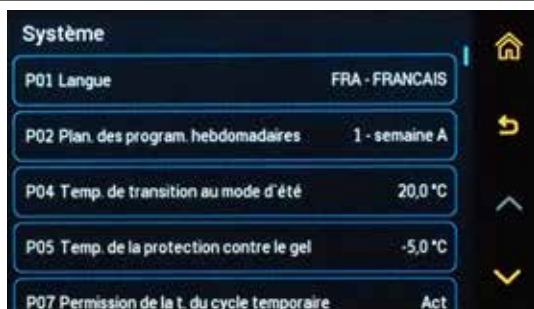 Système
P01 Langue FRA - FRANCAIS
P02 Plan. des program. hebdomadaires 1 - semaine A
P04 Temp. de transition au mode d'été 20,0 °C
P05 Temp. de la protection contre le gel -5,0 °C
P07 Permission de la t. du cycle temporaire Act